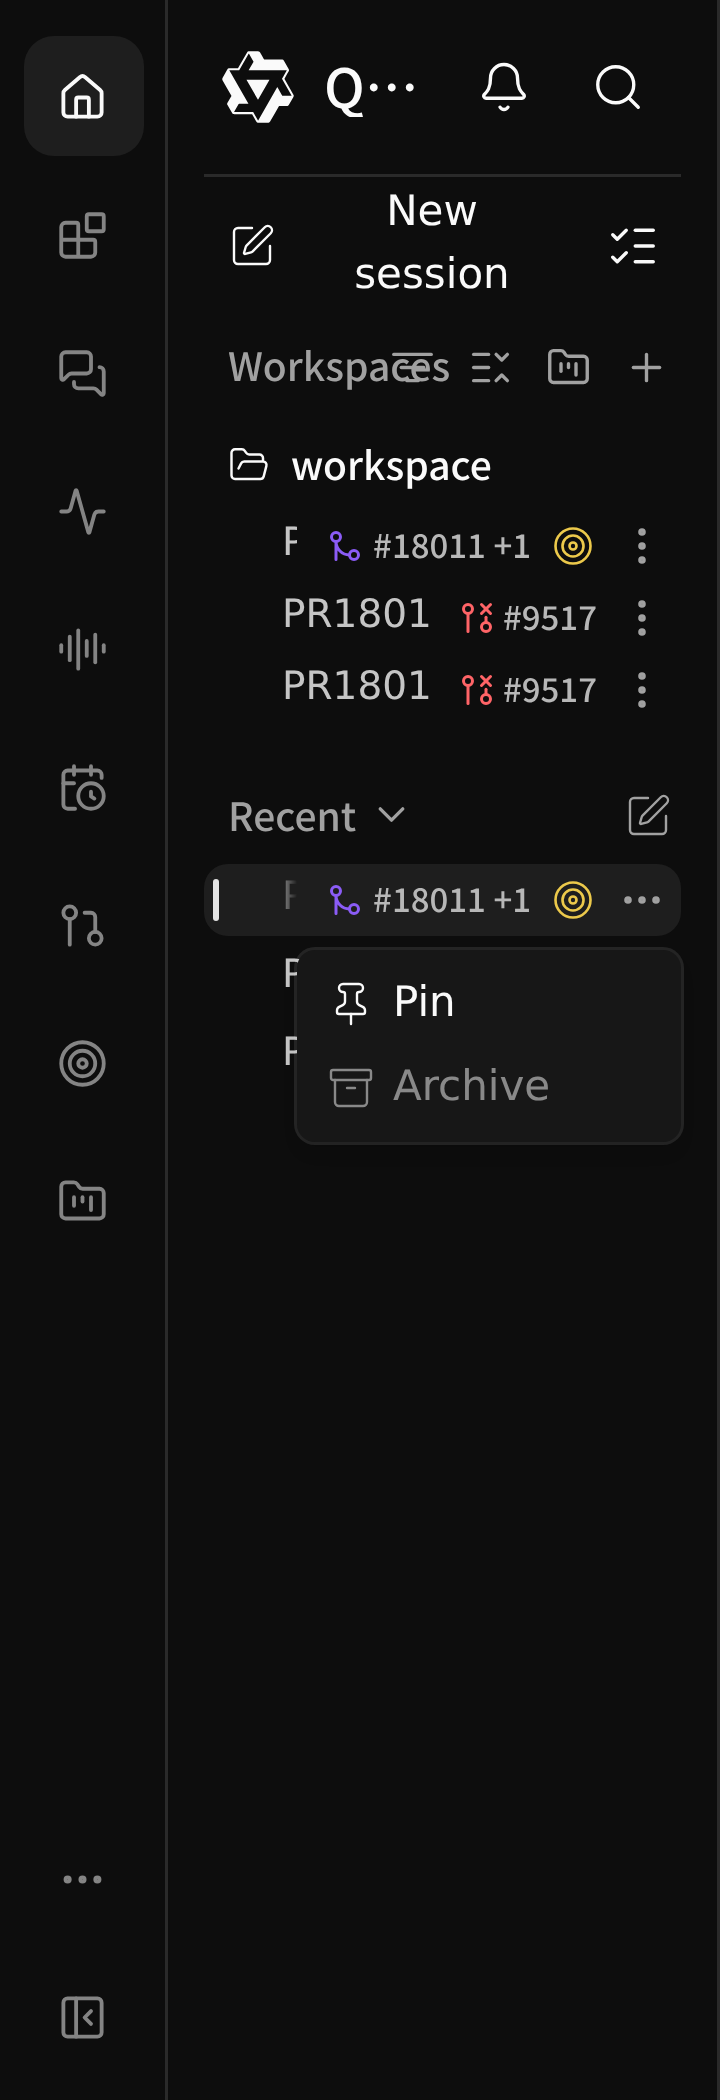 Q···
New
session
Workspaces
workspace
#18011 +1
PR1801 #9517
PR1801 #9517
Recent
#18011 +1
Pin
Archive